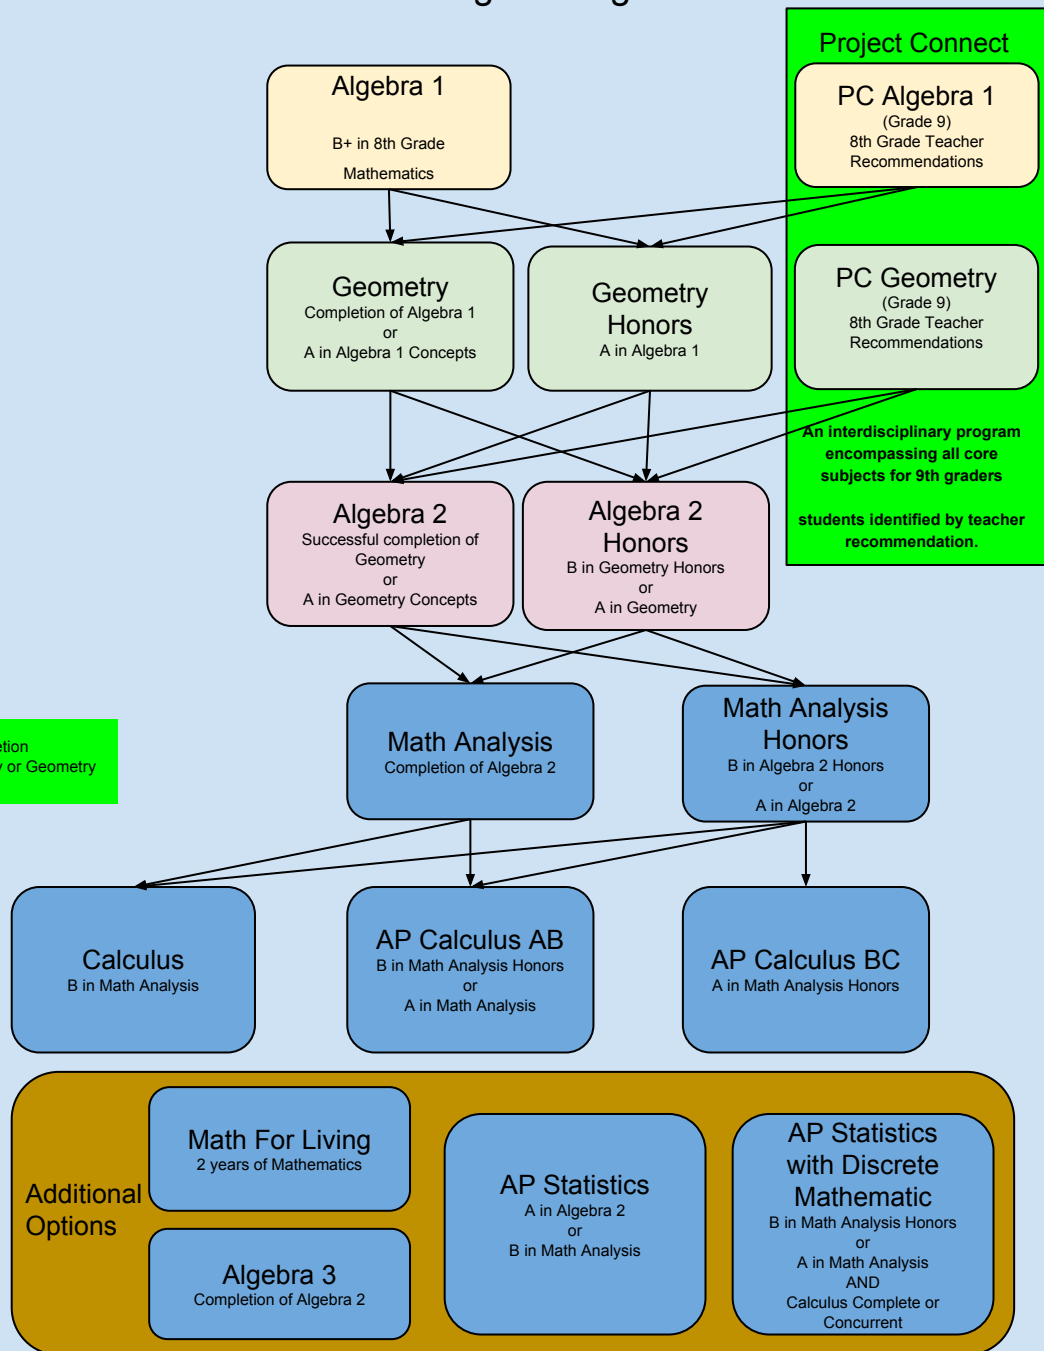 Project Connect
Algebra 1
B+ in 8th Grade
Mathematics
PC Algebra 1
(Grade 9)
8th Grade Teacher
Recommendations
Geometry
Completion of Algebra 1
or
A in Algebra 1 Concepts
Geometry
Honors
A in Algebra 1
PC Geometry
(Grade 9)
8th Grade Teacher
Recommendations
An interdisciplinary program
encompassing all core
subjects for 9th graders
students identified by teacher
recommendation.
Algebra 2
Successful completion of
Geometry
or
A in Geometry Concepts
Algebra 2
Honors
B in Geometry Honors
or
A in Geometry
Math Analysis
Completion of Algebra 2
Math Analysis
Honors
B in Algebra 2 Honors
or
A in Algebra 2
or Geometry
Calculus
B in Math Analysis
AP Calculus AB
B in Math Analysis Honors
or
A in Math Analysis
AP Calculus BC
A in Math Analysis Honors
Additional
Options
Math For Living
2 years of Mathematics
Algebra 3
Completion of Algebra 2
AP Statistics
A in Algebra 2
or
B in Math Analysis
AP Statistics
with Discrete
Mathematic
B in Math Analysis Honors
or
A in Math Analysis
AND
Calculus Complete or
Concurrent